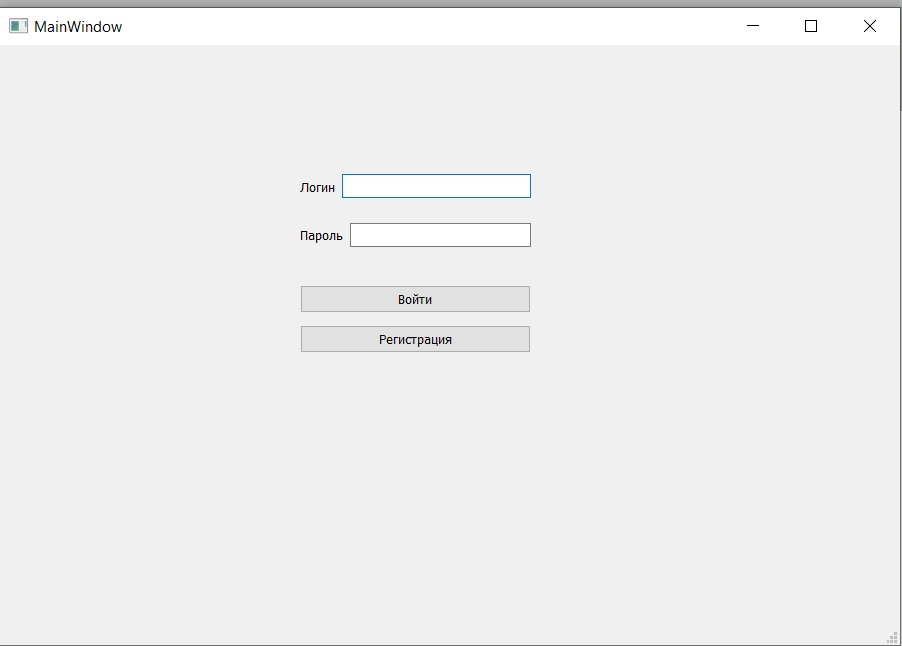 MainWindow
Логин
Пароль
Войти
Регистрация